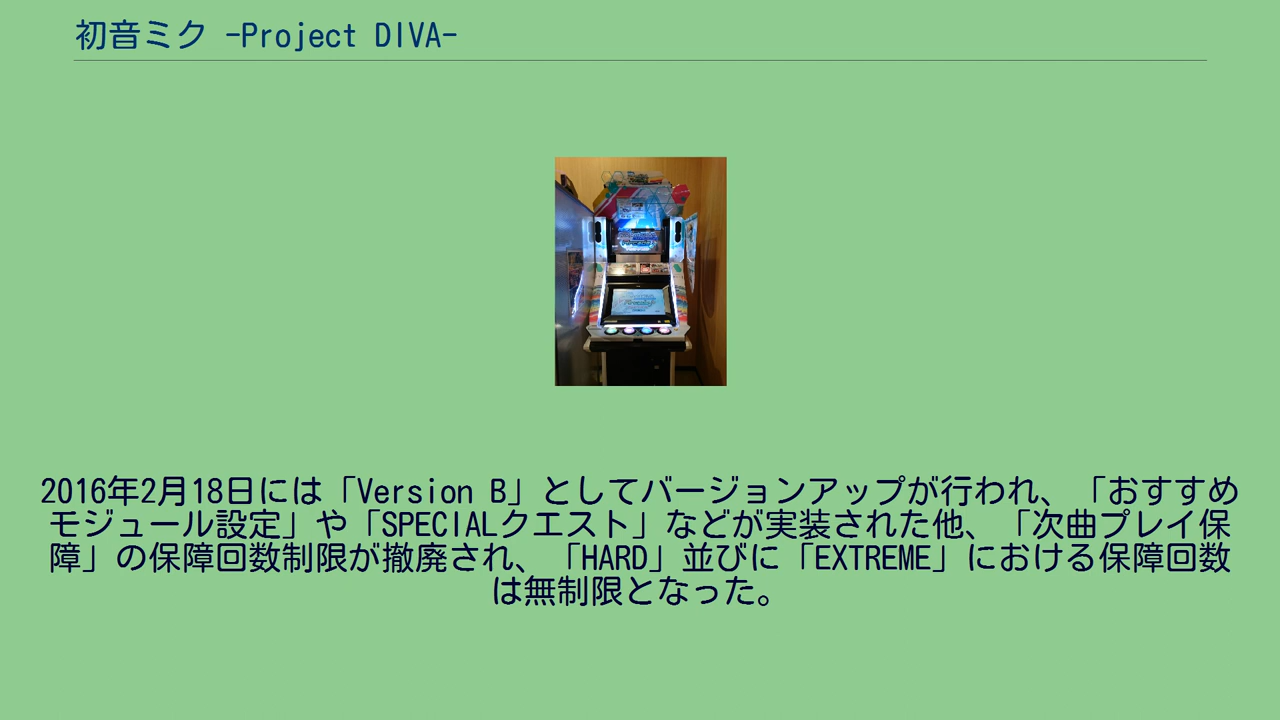 初音ミク -Project DIVA-
2016年2月18日には「Version B」としてバージョンアップが行われ、「おすすめ
モジュール設定」や「SPECIALクエスト」などが実装された他、「次曲プレイ保
障」の保障回数制限が撤廃され、「HARD」並びに「EXTREME」における保障回数
は無制限となった。